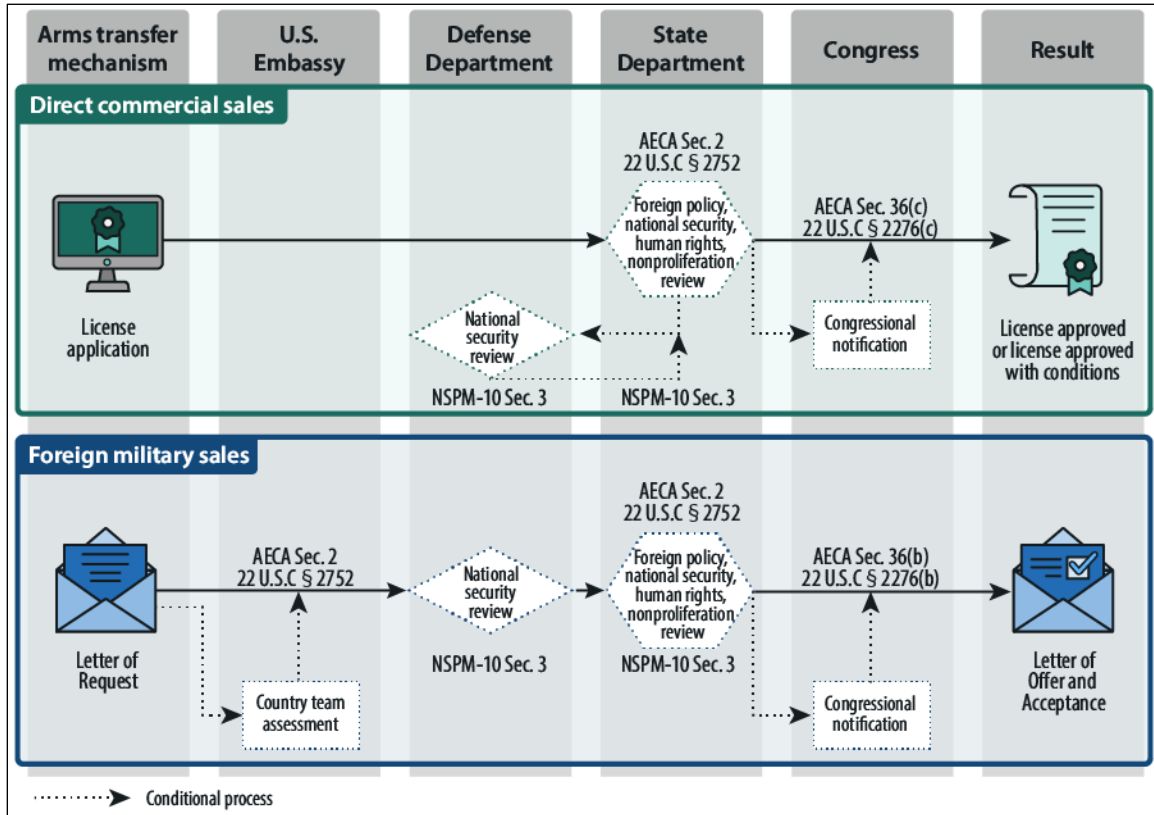 Arms transfer
mechanism
U.S.
Embassy
Defense
Department
State
Department
Congress
Result
Direct commercial sales
AECA Sec. 2
22 U.S.C § 2752
Foreign policy,
national security,
human rights,
nonproliferation
review
AECA Sec. 36(c)
22 U.S.C § 2276(c)
License
application
National
security
review
Congressional
notification
License approved
or license approved
with conditions
NSPM-10 Sec. 3
NSPM-10 Sec. 3
Foreign military sales
AECA Sec. 2
22 U.S.C § 2752
AECA Sec. 2
22 U.S.C § 2752
National
security
review
Foreign policy,
national security,
human rights,
nonproliferation
review
AECA Sec. 36(b)
22 U.S.C § 2276(b)
Letter of
Request
NSPM-10 Sec. 3
NSPM-10 Sec. 3
Letter of
Offer and
Acceptance
Country team
assessment
Congressional
notification
Conditional process